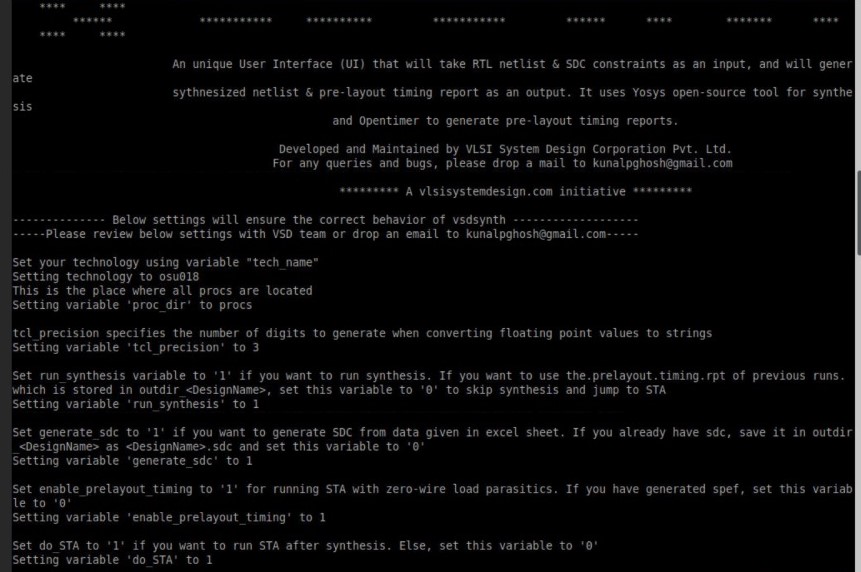 ****     ****
******             ***********     **********         ***********         ******      ****        *******      ****
****     ****
An unique User Interface (UI) that will take RTL netlist & SDC constraints as an input, and will gener
ate
sythnesized netlist & pre-layout timing report as an output. It uses Yosys open-source tool for synthe
sis
and Opentimer to generate pre-layout timing reports.
Developed and Maintained by VLSI System Design Corporation Pvt. Ltd.
For any queries and bugs, please drop a mail to kunalpghosh@gmail.com
********* A vlsisystemdesign.com initiative *********
-------------- Below settings will ensure the correct behavior of vsdsynth -------------------
-----Please review below settings with VSD team or drop an email to kunalpghosh@gmail.com-----
Set your technology using variable "tech_name"
Setting technology to osu018
This is the place where all procs are located
Setting variable 'proc_dir' to procs
tcl_precision specifies the number of digits to generate when converting floating point values to strings
Setting variable 'tcl_precision' to 3
Set run_synthesis variable to '1' if you want to run synthesis. If you want to use the.prelayout.timing.rpt of previous runs.
which is stored in outdir_<DesignName>, set this variable to '0' to skip synthesis and jump to STA
Setting variable 'run_synthesis' to 1
Set generate_sdc to '1' if you want to generate SDC from data given in excel sheet. If you already have sdc, save it in outdir
_<DesignName> as <DesignName>.sdc and set this variable to '0'
Setting variable 'generate_sdc' to 1
Set enable_prelayout_timing to '1' for running STA with zero-wire load parasitics. If you have generated spef, set this variab
le to '0'
Setting variable 'enable_prelayout_timing' to 1
Set do_STA to '1' if you want to run STA after synthesis. Else, set this variable to '0'
Setting variable 'do_STA' to 1